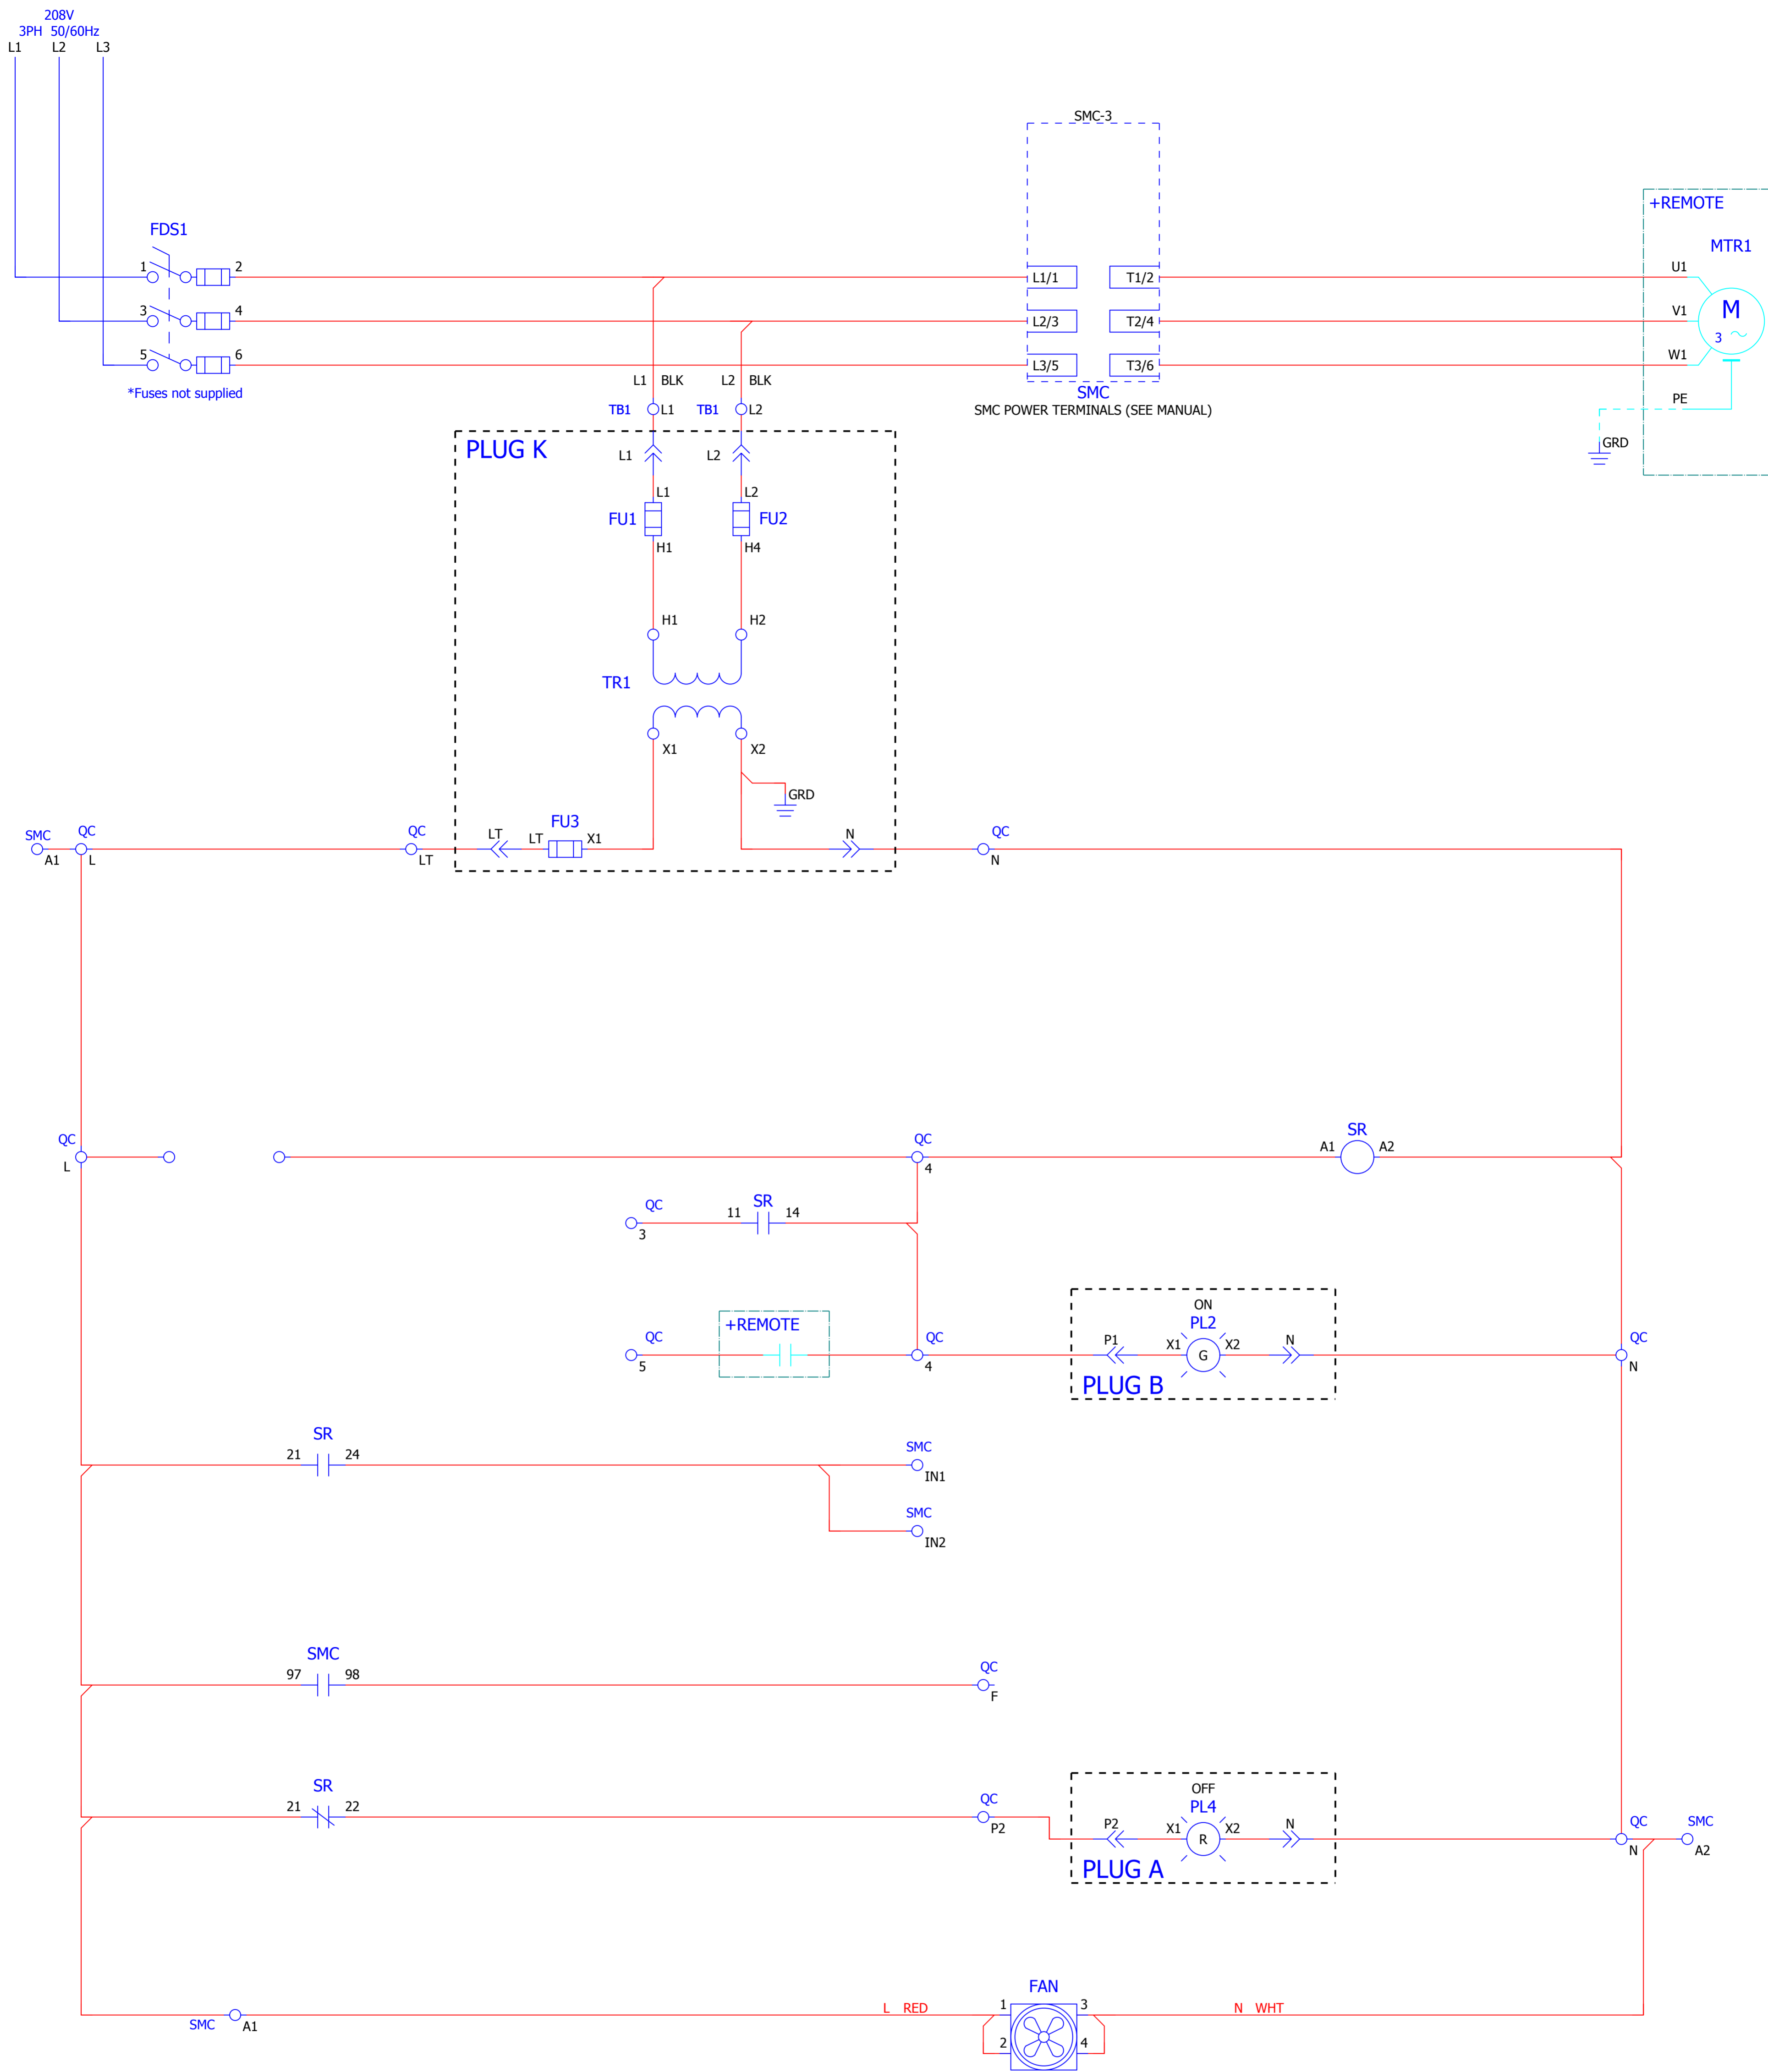 208V
3PH 50/60Hz
L1 L2 L3
SMC-3
+REMOTE
FDS1
MTR1
1 2 L1/1 T1/2 U1
3 4 L2/3 T2/4 V1 M
3
5 6 L3/5 T3/6 W1
*Fuses not supplied
L1 BLK L2 BLK
SMC
SMC POWER TERMINALS (SEE MANUAL)
PE
TB1 L1 TB1 L2
GRD
PLUG K
L1 L2
L1 L2
FU1 FU2
H1 H4
H1 H2
TR1
X1 X2
GRD
SMC QC QC LT LT FU3 X1 N QC
A1 L LT N
QC QC SR
L 4 A1 A2
QC 11 SR 14
3
ON
+REMOTE PL2
QC QC P1 X1 X2 N QC
G
5 4 N
PLUG B
SR SMC
21 24
IN1
SMC
IN2
SMC QC
97 98
F
SR OFF
PL4
21 22 QC
P2 P2 X1 X2 N QC SMC
R
N A2
PLUG A
FAN
L RED 1 3 N WHT
SMC A1
2 4